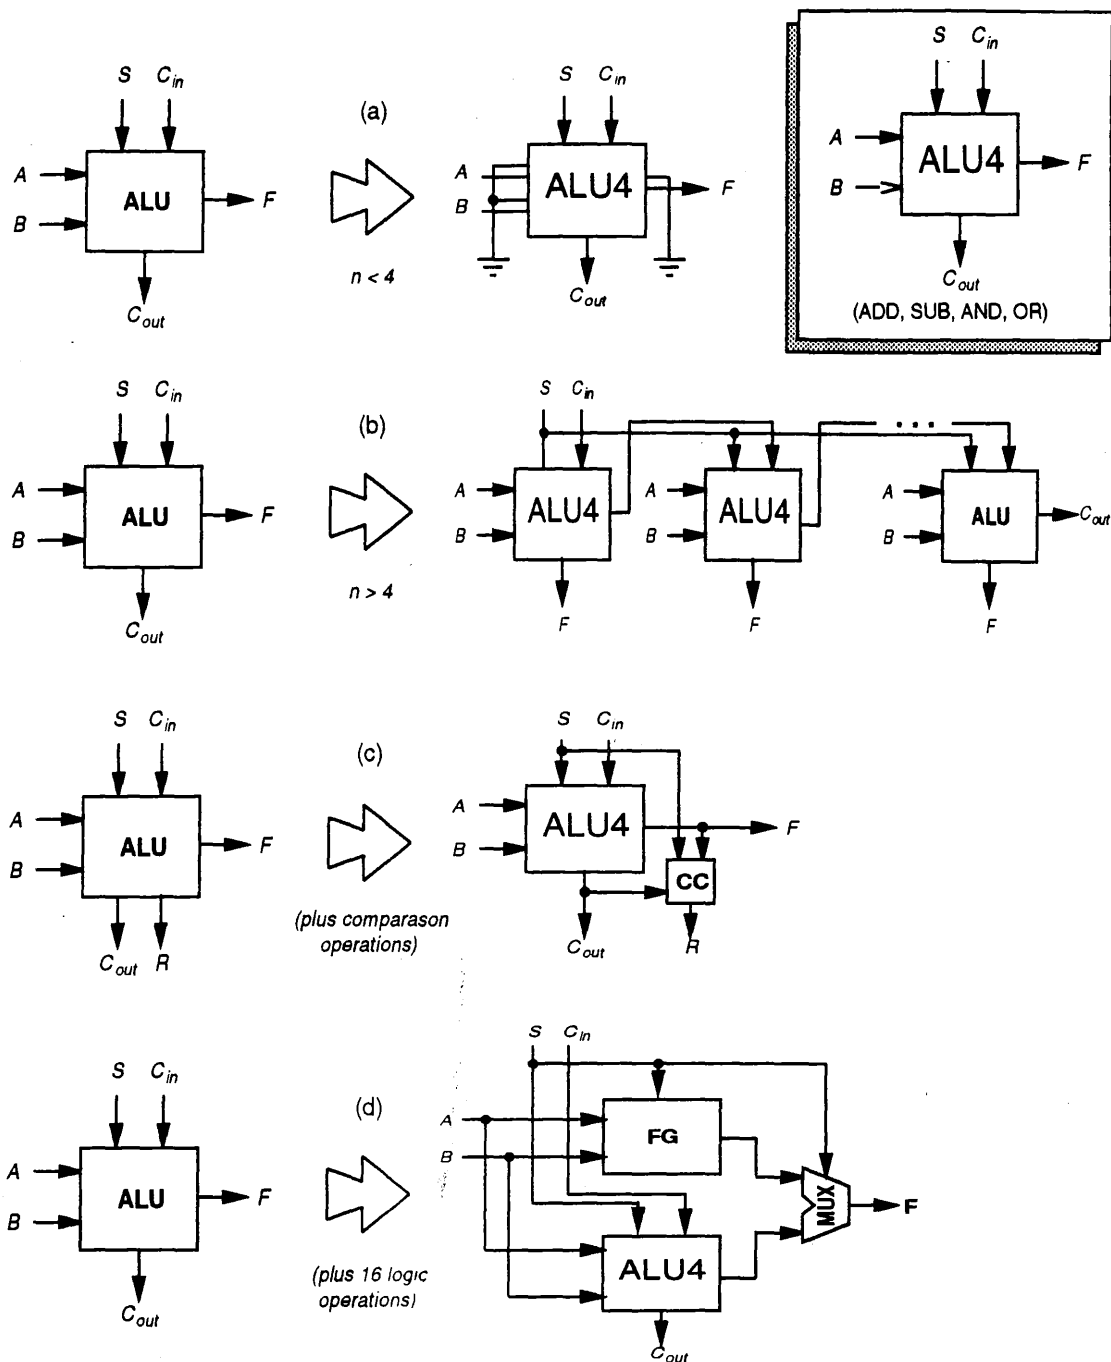 S C_in
(a)
A
B
ALU
F
C_out
n < 4
S C_in
A
B
ALU4
F
C_out
S C_in
A
B
ALU4
F
C_out
(ADD, SUB, AND, OR)
S C_in
(b)
A
B
ALU
F
C_out
n > 4
S C_in
A
B
ALU4
F
A
B
ALU4
F
. . .
A
B
ALU
C_out
F
S C_in
(c)
A
B
ALU
F
C_out R
(plus comparason
operations)
S C_in
A
B
ALU4
F
CC
C_out
R
S C_in
(d)
A
B
ALU
F
C_out
(plus 16 logic
operations)
S C_in
A
B
FG
MUX
F
ALU4
C_out